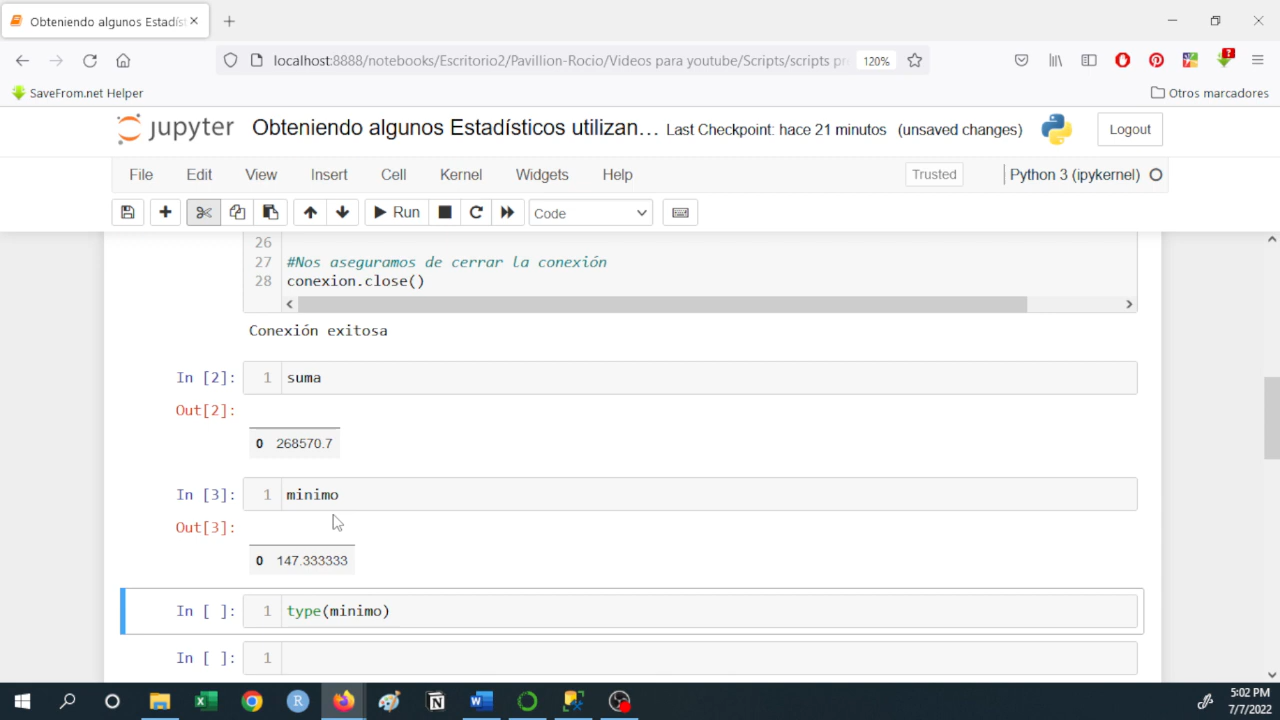 Obteniendo algunos Estadís
localhost:8888/notebooks/Esritorio2/Papillion-Rocio/Videos para youtube/Scripts/scripts pr
120%
SaveFrom.net Helper
Otros marcadores
jupyter Obteniendo algunos Estadísticos utilizan... Last Checkpoint: hace 21 minutos (unsaved changes)
Logout
File Edit View Insert Cell Kernel Widgets Help
Trusted
Python 3 (ipykernel)
Run
Code
26
27 #Nos aseguramos de cerrar la conexión
28 conexion.close()
Conexión exitosa
In [2]: 1 suma
Out[2]:
0 268570.7
In [3]: 1 minimo
Out[3]:
0 147.333333
In [ ]: 1 type(minimo)
In [ ]: 1
5:02 PM
7/7/2022